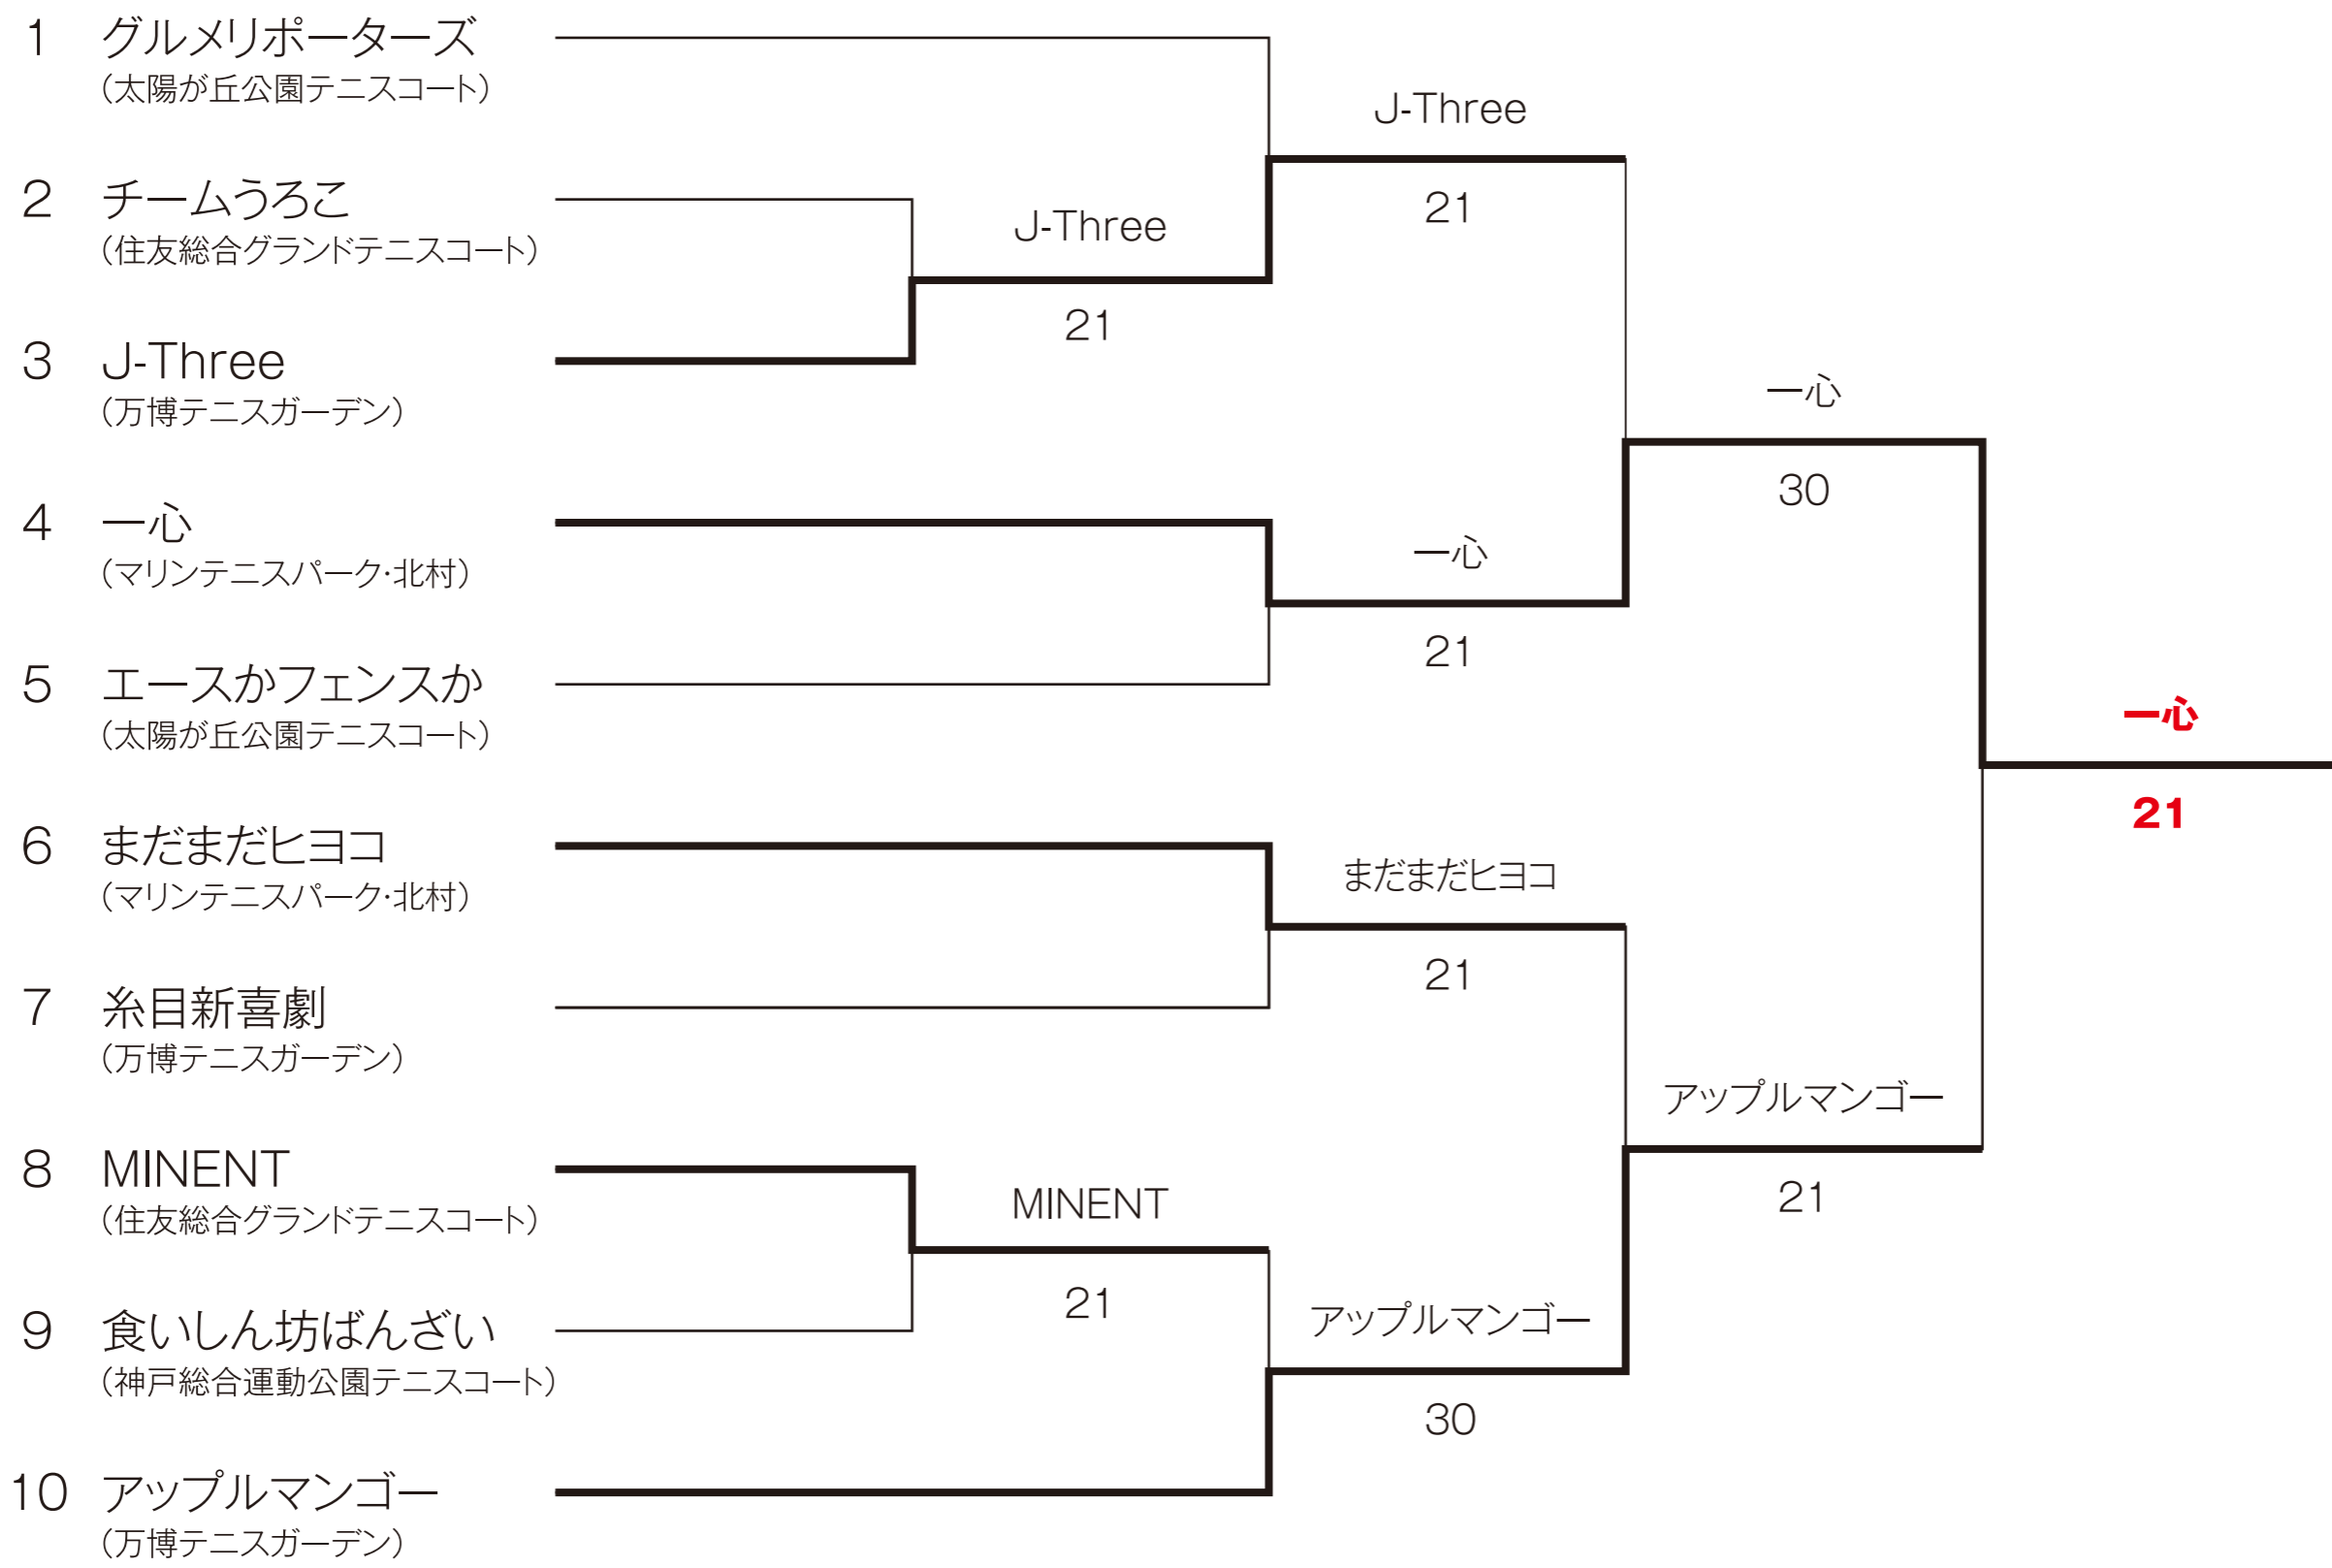 1 グルメリポーターズ
（太陽が丘公園テニスコート）
2 チームうろこ
（住友総合グランドテニスコート）
3 J-Three
（万博テニスガーデン）
4 一心
（マリンテニスパーク・北村）
5 エースかフェンスか
（太陽が丘公園テニスコート）
6 まだまだヒヨコ
（マリンテニスパーク・北村）
7 糸目新喜劇
（万博テニスガーデン）
8 MINENT
（住友総合グランドテニスコート）
9 食いしん坊ばんざい
（神戸総合運動公園テニスコート）
10 アップルマンゴー
（万博テニスガーデン）
J-Three
21
MINENT
21
J-Three
21
一心
21
まだまだヒヨコ
21
アップルマンゴー
30
一心
30
アップルマンゴー
21
一心
21